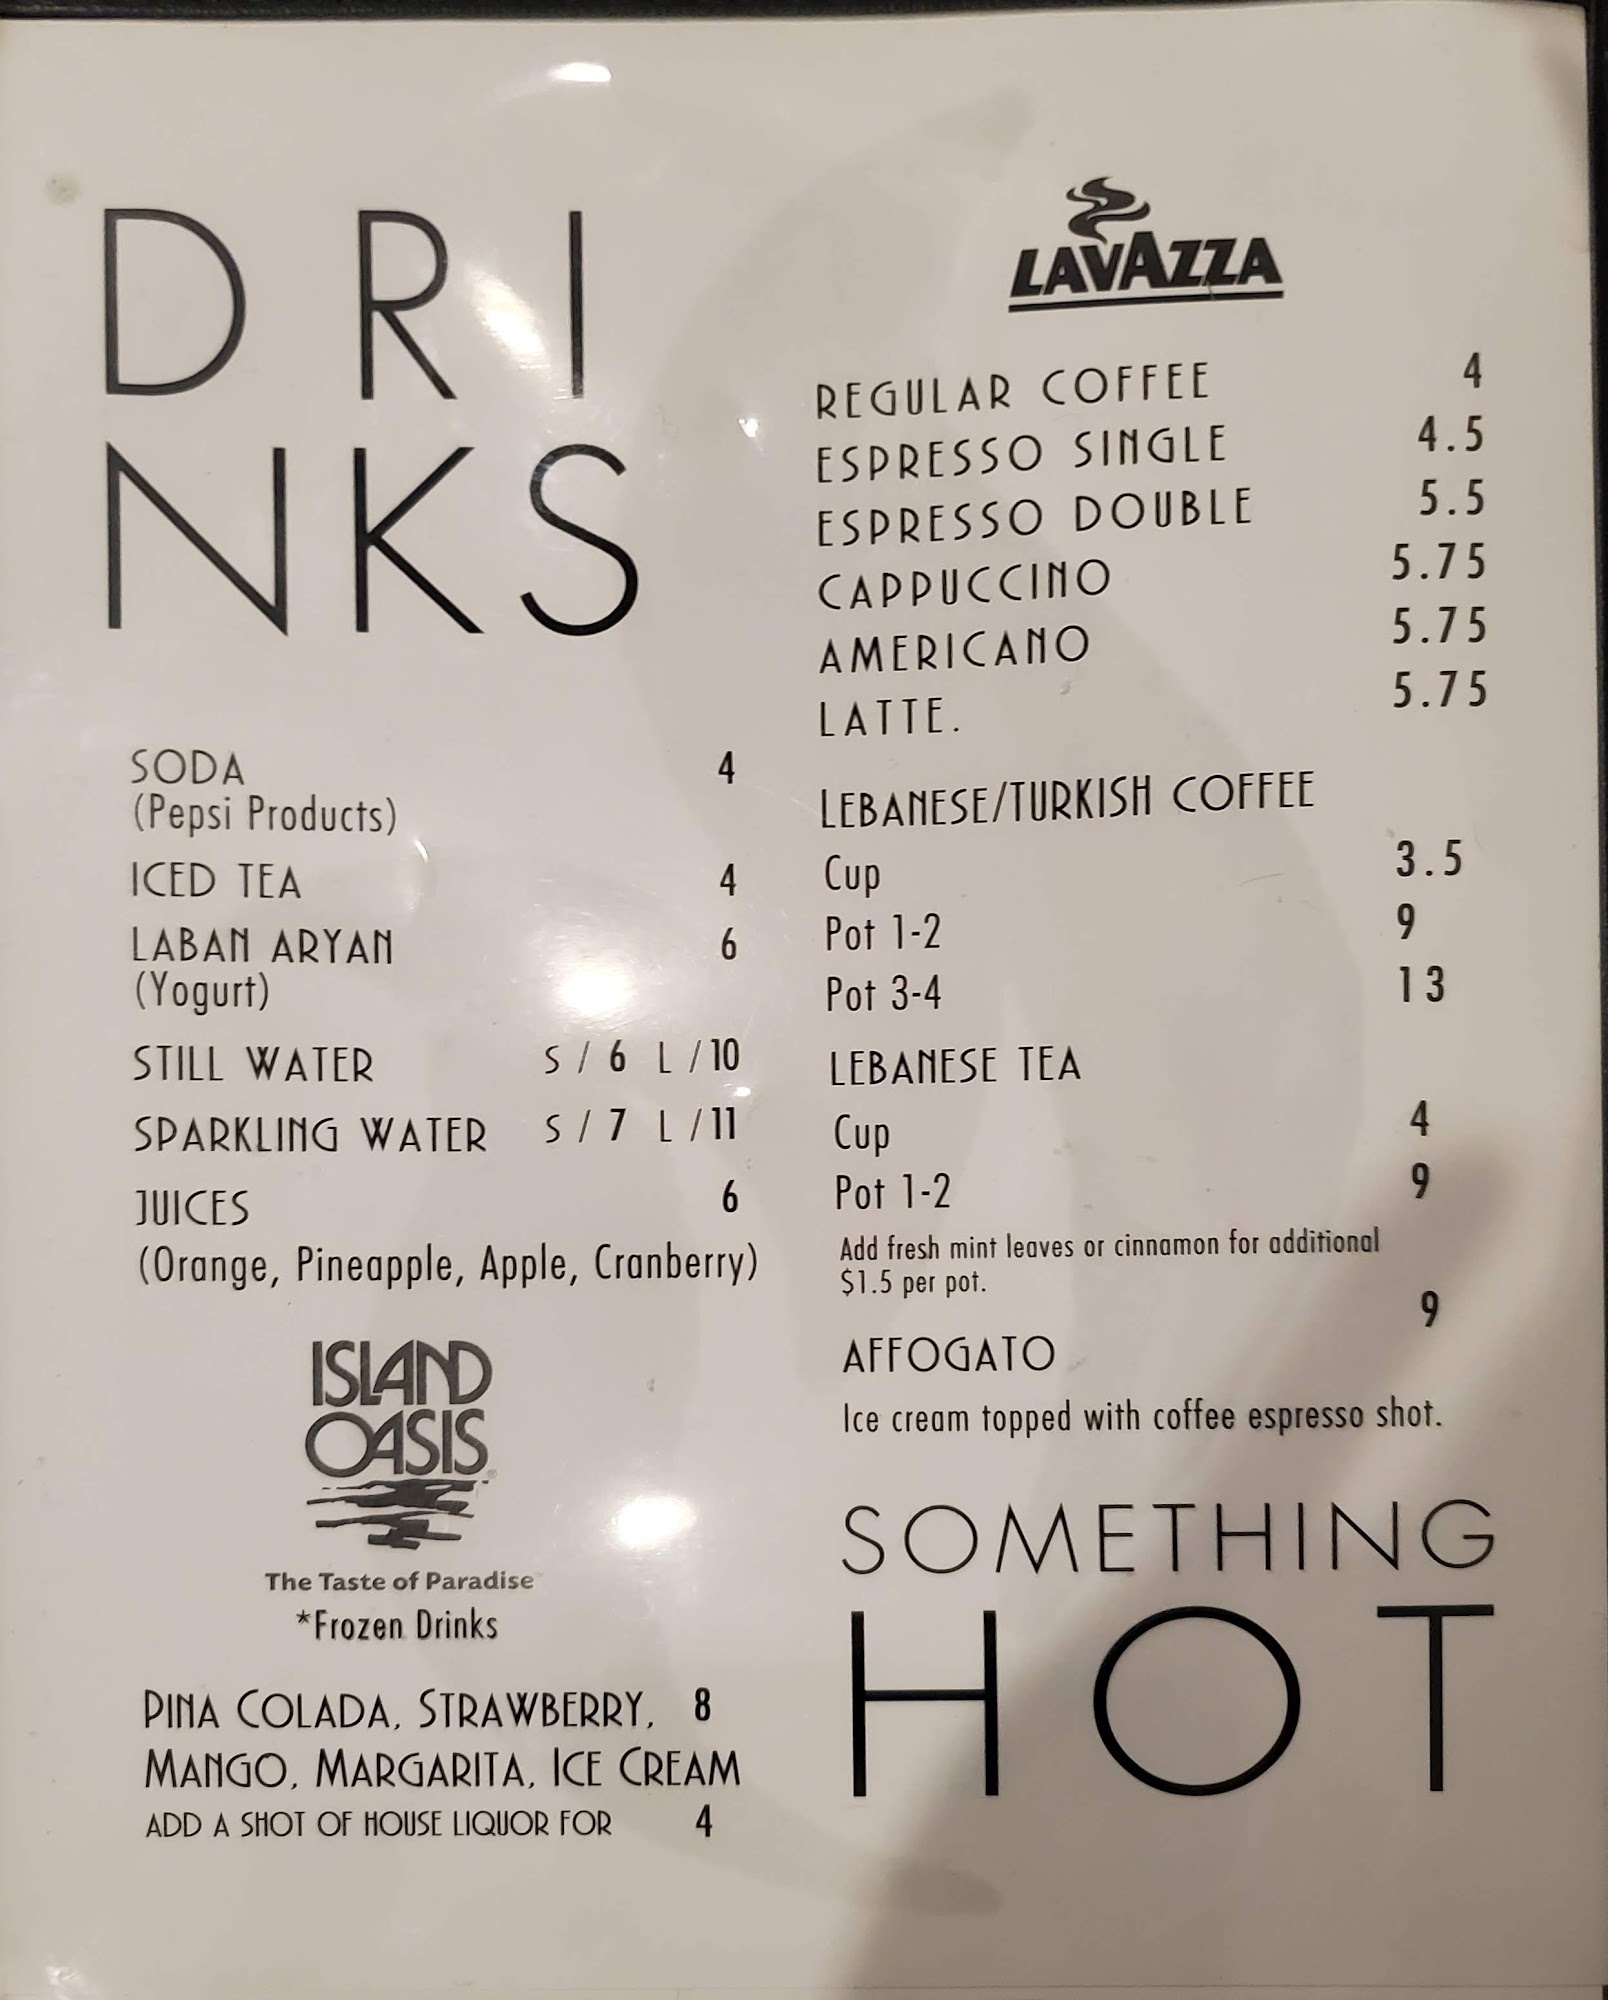 DRI
NKS
SODA 4
(Pepsi Products)
ICED TEA 4
LABAN ARYAN 6
(Yogurt)
STILL WATER S / 6 L / 10
SPARKLING WATER S / 7 L / 11
JUICES 6
(Orange, Pineapple, Apple, Cranberry)
ISLAND
OASIS
The Taste of Paradise
*Frozen Drinks
PINA COLADA, STRAWBERRY, 8
MANGO, MARGARITA, ICE CREAM
ADD A SHOT OF HOUSE LIQUOR FOR 4
LAVAZZA
REGULAR COFFEE 4
ESPRESSO SINGLE 4.5
ESPRESSO DOUBLE 5.5
CAPPUCCINO 5.75
AMERICANO 5.75
LATTE. 5.75
LEBANESE/TURKISH COFFEE
Cup 3.5
Pot 1-2 9
Pot 3-4 13
LEBANESE TEA
Cup 4
Pot 1-2 9
Add fresh mint leaves or cinnamon for additional
$1.5 per pot.
AFFOGATO 9
Ice cream topped with coffee espresso shot.
SOMETHING
HOT